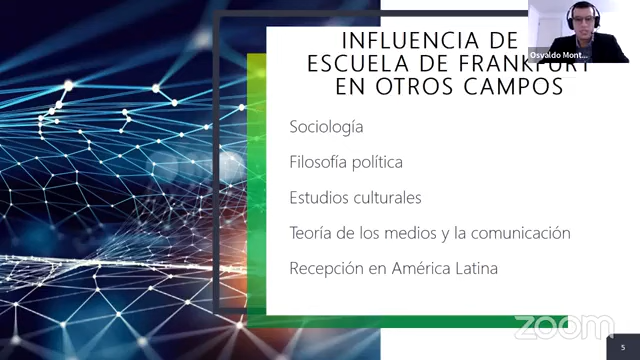 INFLUENCIA DE
ESCUELA DE FRANKFURT
EN OTROS CAMPOS
Osvaldo Mont...
Sociología
Filosofía política
Estudios culturales
Teoría de los medios y la comunicación
Recepción en América Latina
zoom
5